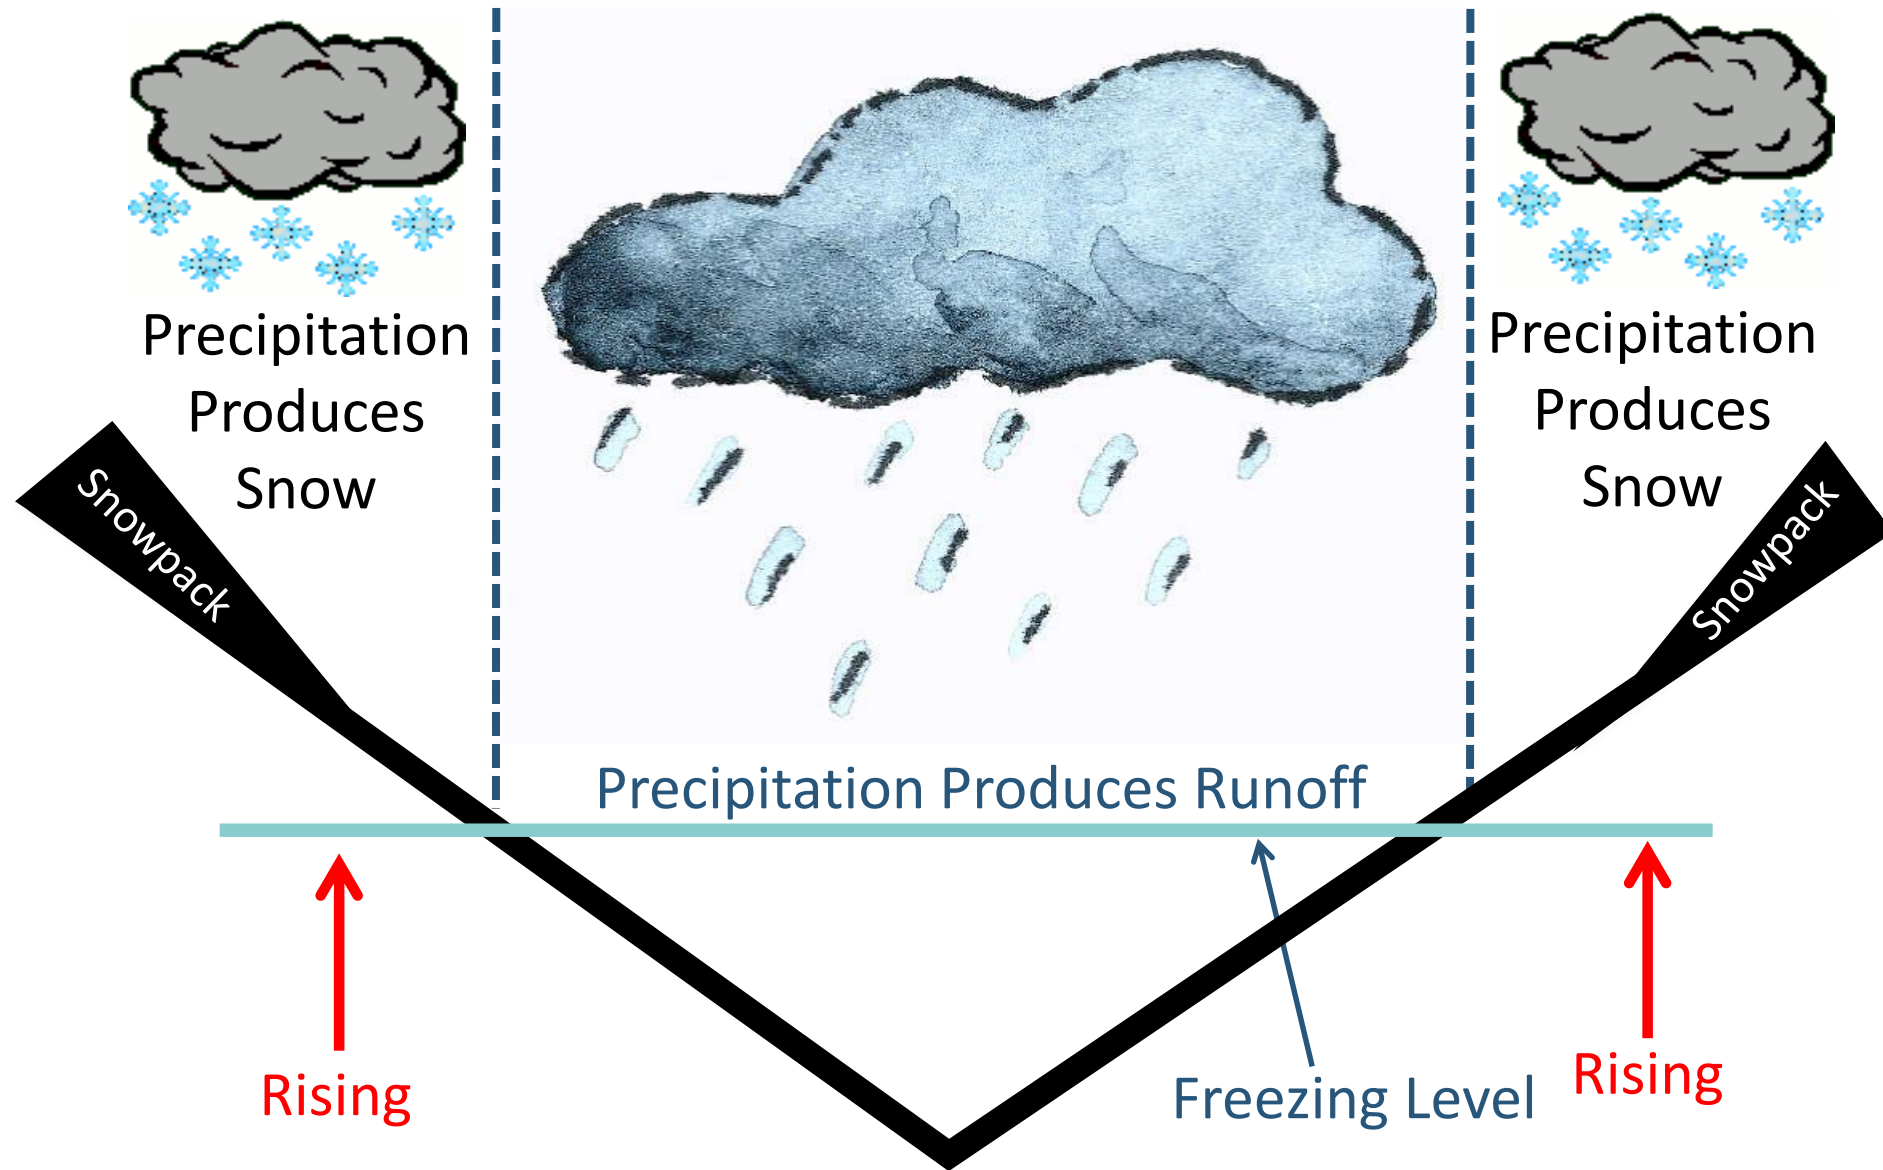 Precipitation
Produces
Snow
Precipitation
Produces
Snow
Snowpack
Snowpack
Precipitation Produces Runoff
Rising
Freezing Level
Rising